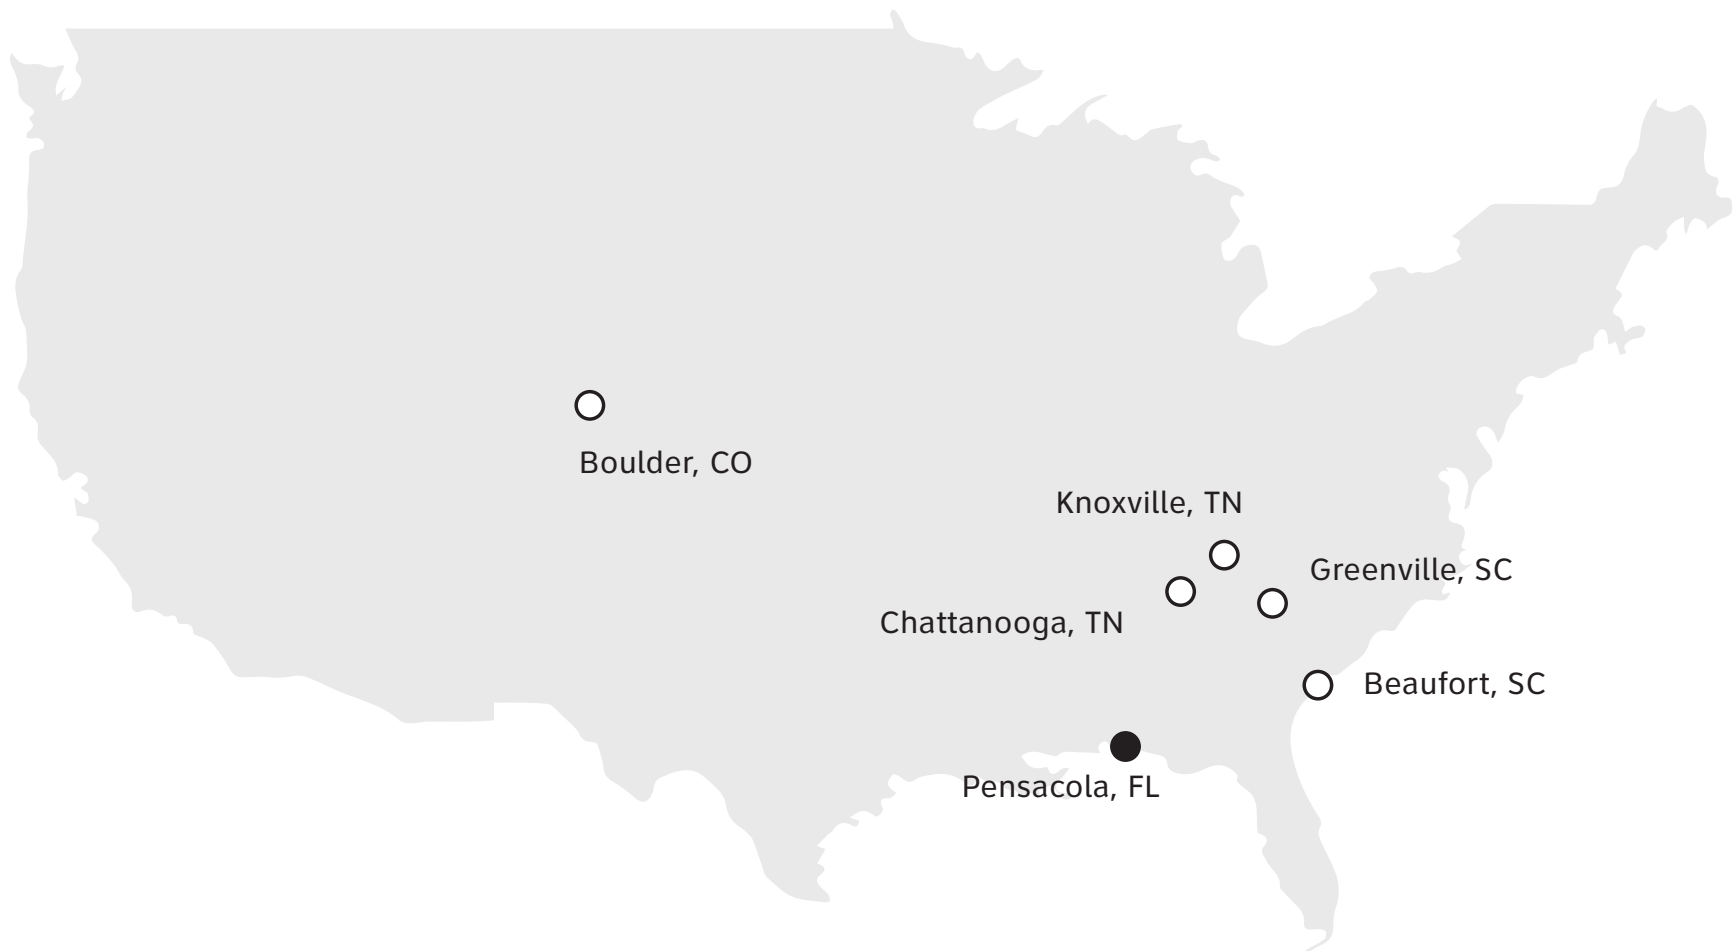 Boulder, CO
Knoxville, TN
Greenville, SC
Chattanooga, TN
Beaufort, SC
Pensacola, FL